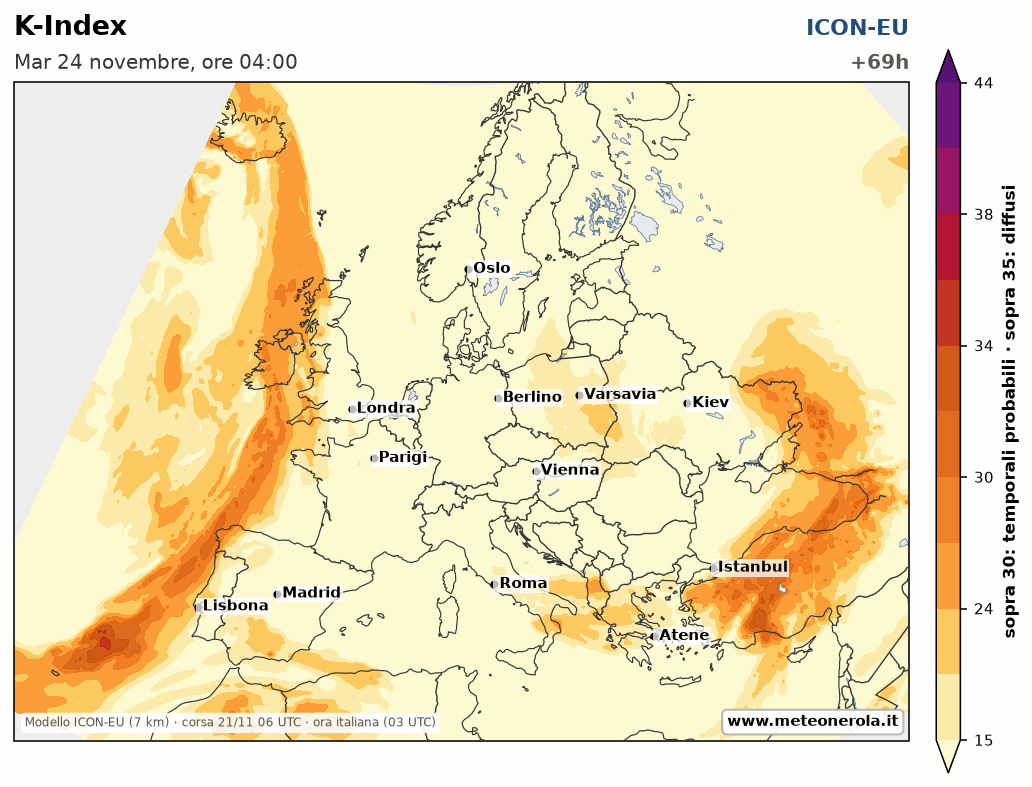 K-Index
ICON-EU
Mar 24 novembre, ore 04:00
+69h
44
38
34
30
24
15
sopra 30: temporali probabili · sopra 35: diffusi
Oslo
Londra
Berlino
Varsavia
Kiev
Parigi
Vienna
Istanbul
Roma
Madrid
Lisbona
Atene
Modello ICON-EU (7 km) · corsa 21/11 06 UTC · ora italiana (03 UTC)
www.meteonerola.it